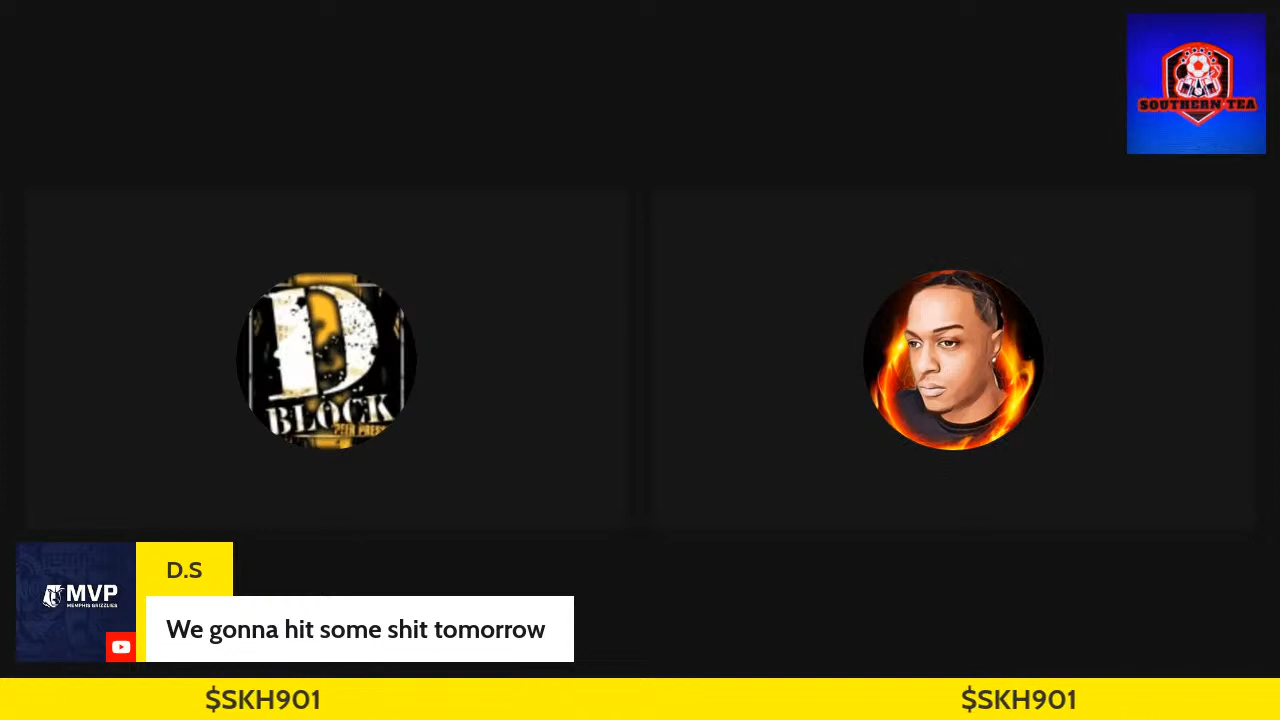 SOUTHERN TEA
D
BLOCK
MVP
MEMPHIS GRIZZLIES
D.S
We gonna hit some shit tomorrow
$SKH901
$SKH901